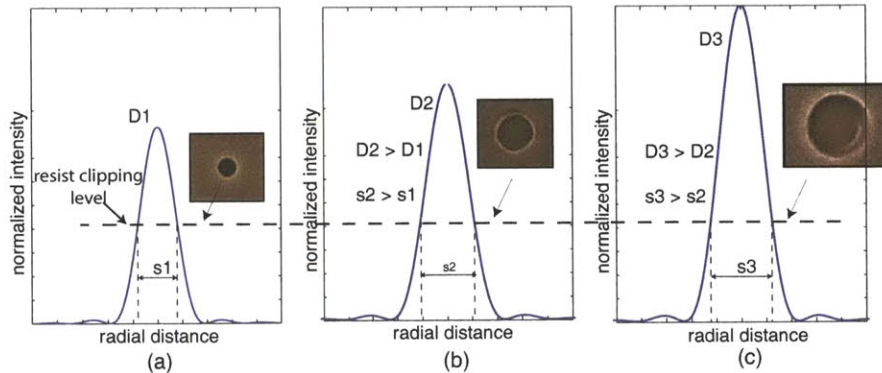 normalized intensity
D1
resist clipping
level
s1
radial distance
(a)
normalized intensity
D2
D2 > D1
s2 > s1
s2
radial distance
(b)
normalized intensity
D3
D3 > D2
s3 > s2
s3
radial distance
(c)